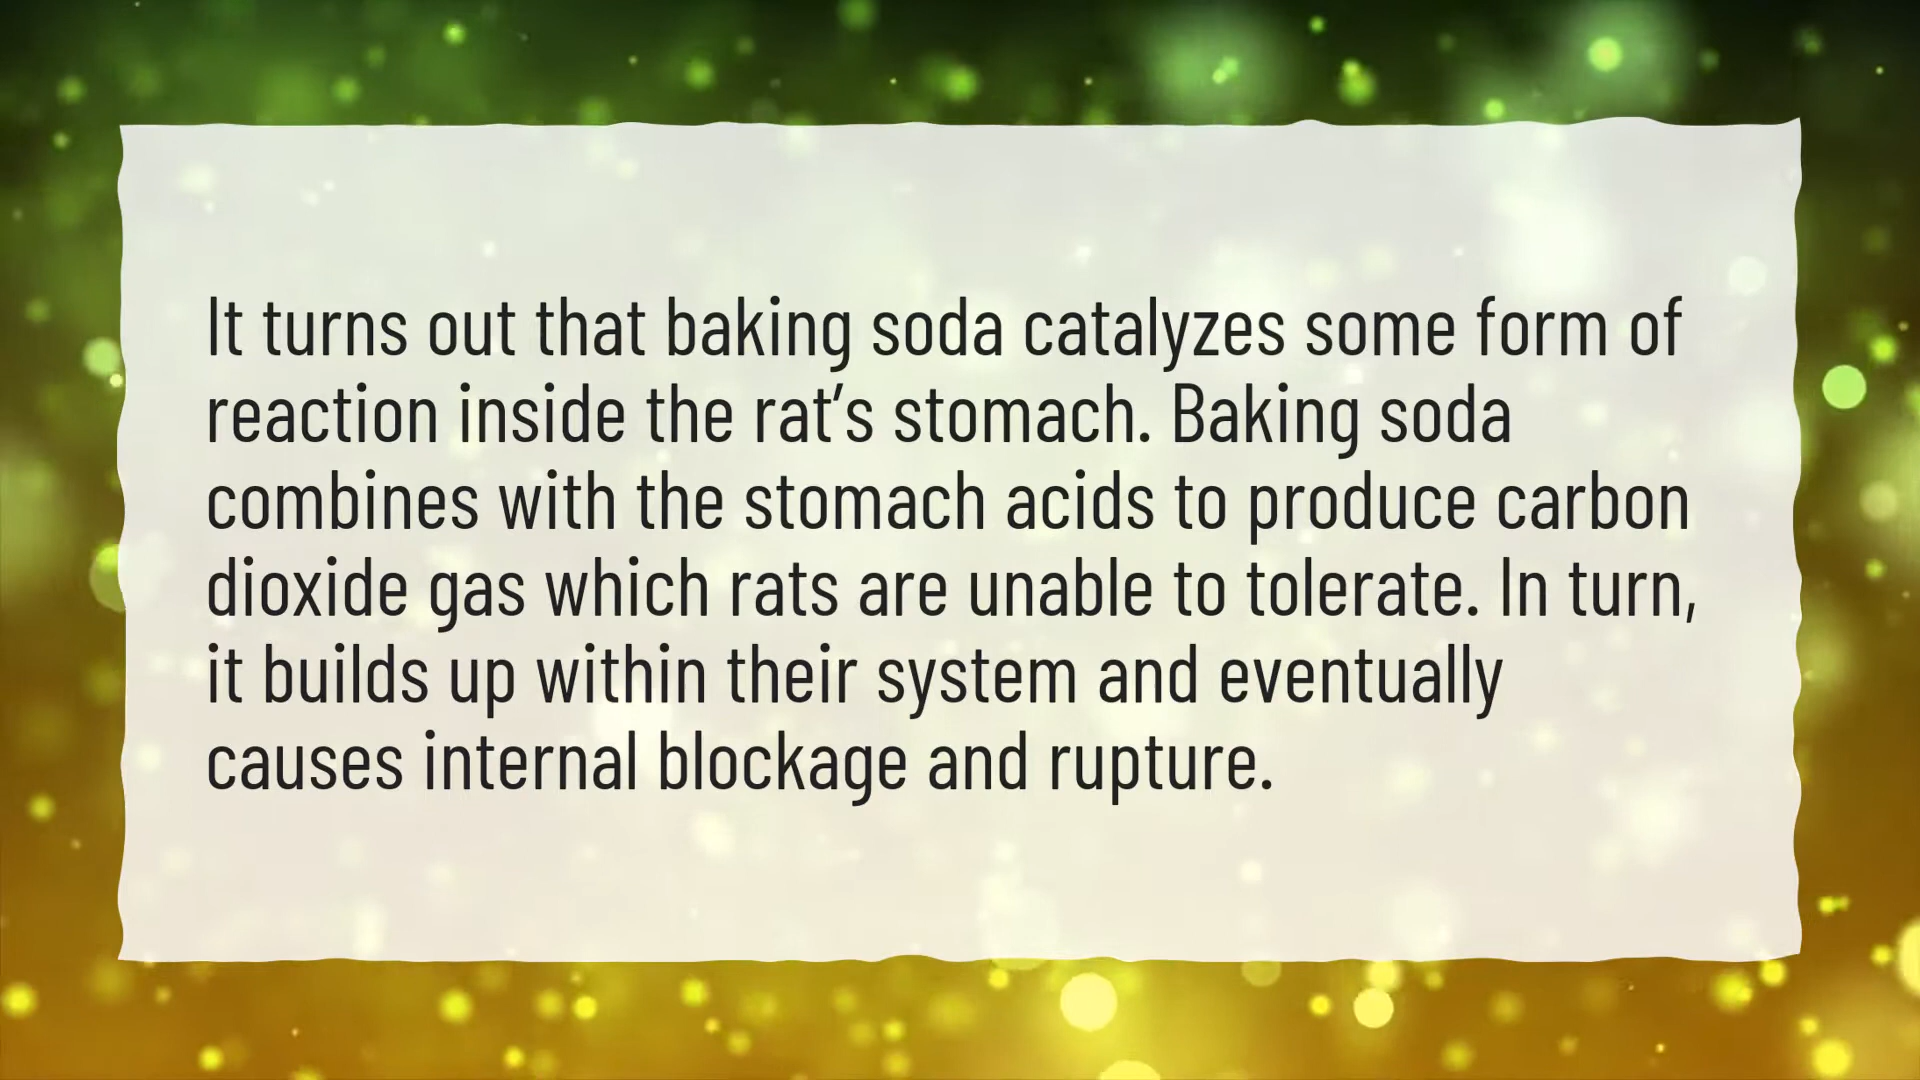 It turns out that baking soda catalyzes some form of
reaction inside the rat’s stomach. Baking soda
combines with the stomach acids to produce carbon
dioxide gas which rats are unable to tolerate. In turn,
it builds up within their system and eventually
causes internal blockage and rupture.